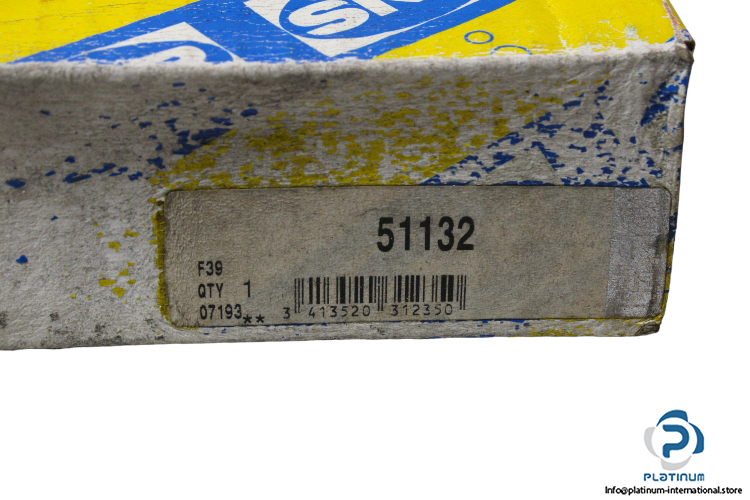 51132
F39
QTY 1
07193**
3 413520 312350
PLATINUM
Info@platinum-international.store